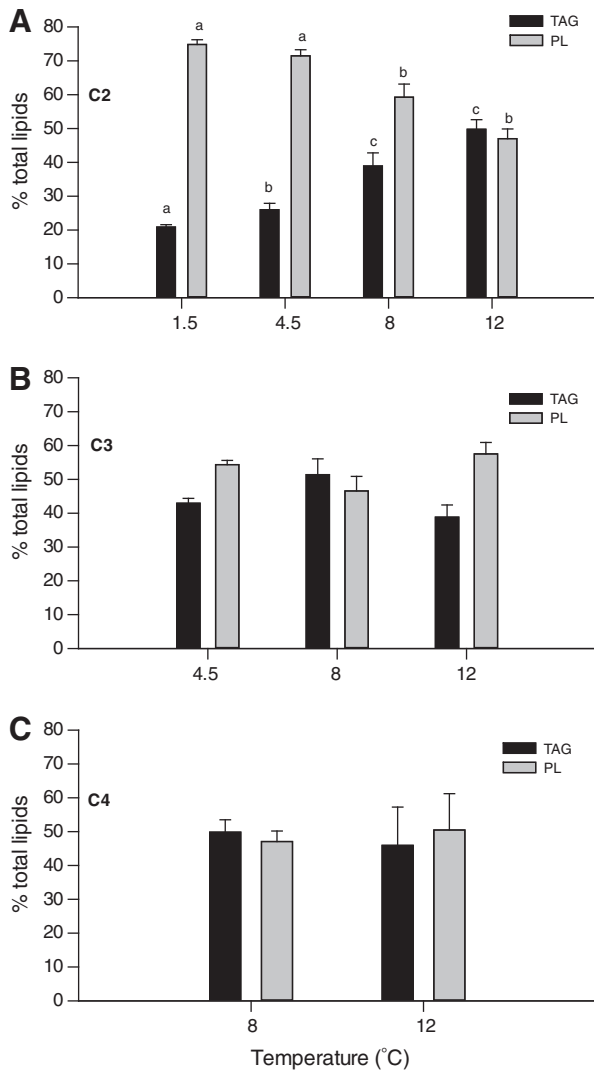 A
80
70
60
50
40
30
20
10
0
% total lipids
C2
TAG
PL
a
a
a
b
c
b
c
b
1.5 4.5 8 12
B
80
70
60
50
40
30
20
10
0
% total lipids
C3
TAG
PL
4.5 8 12
C
80
70
60
50
40
30
20
10
0
% total lipids
C4
TAG
PL
8 12
Temperature (°C)